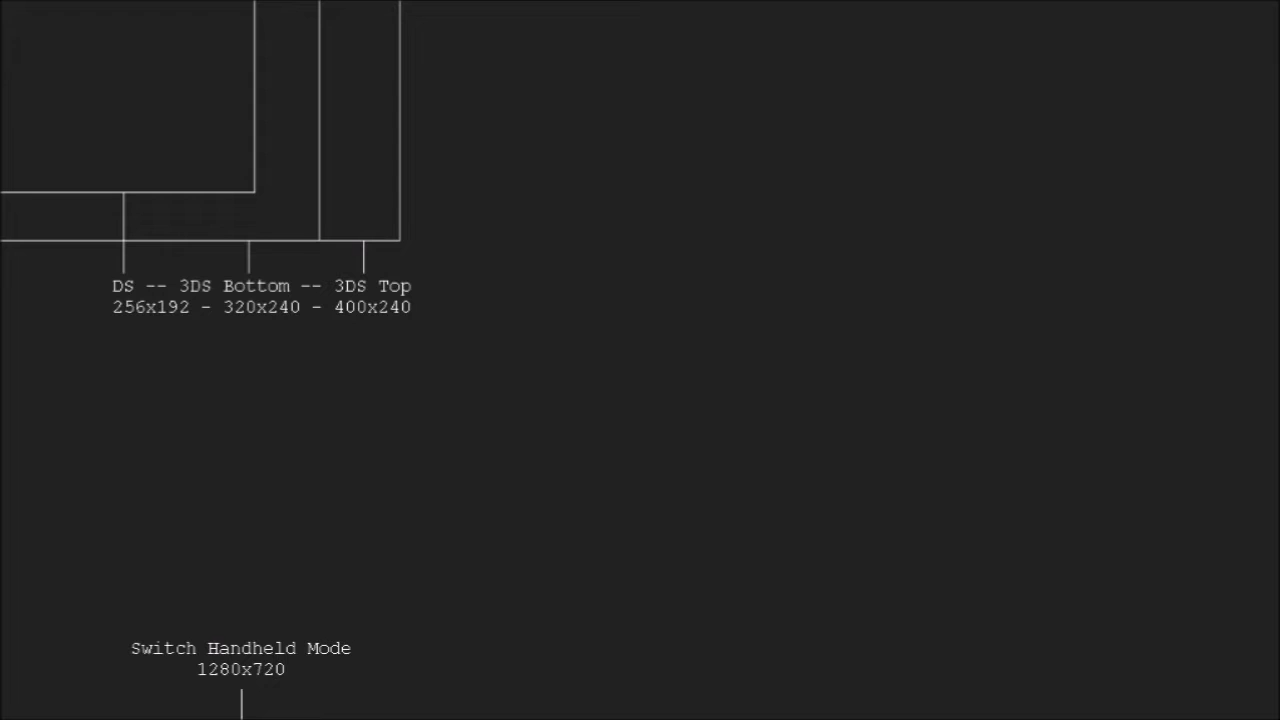 DS -- 3DS Bottom -- 3DS Top
256x192 - 320x240 - 400x240
Switch Handheld Mode
1280x720